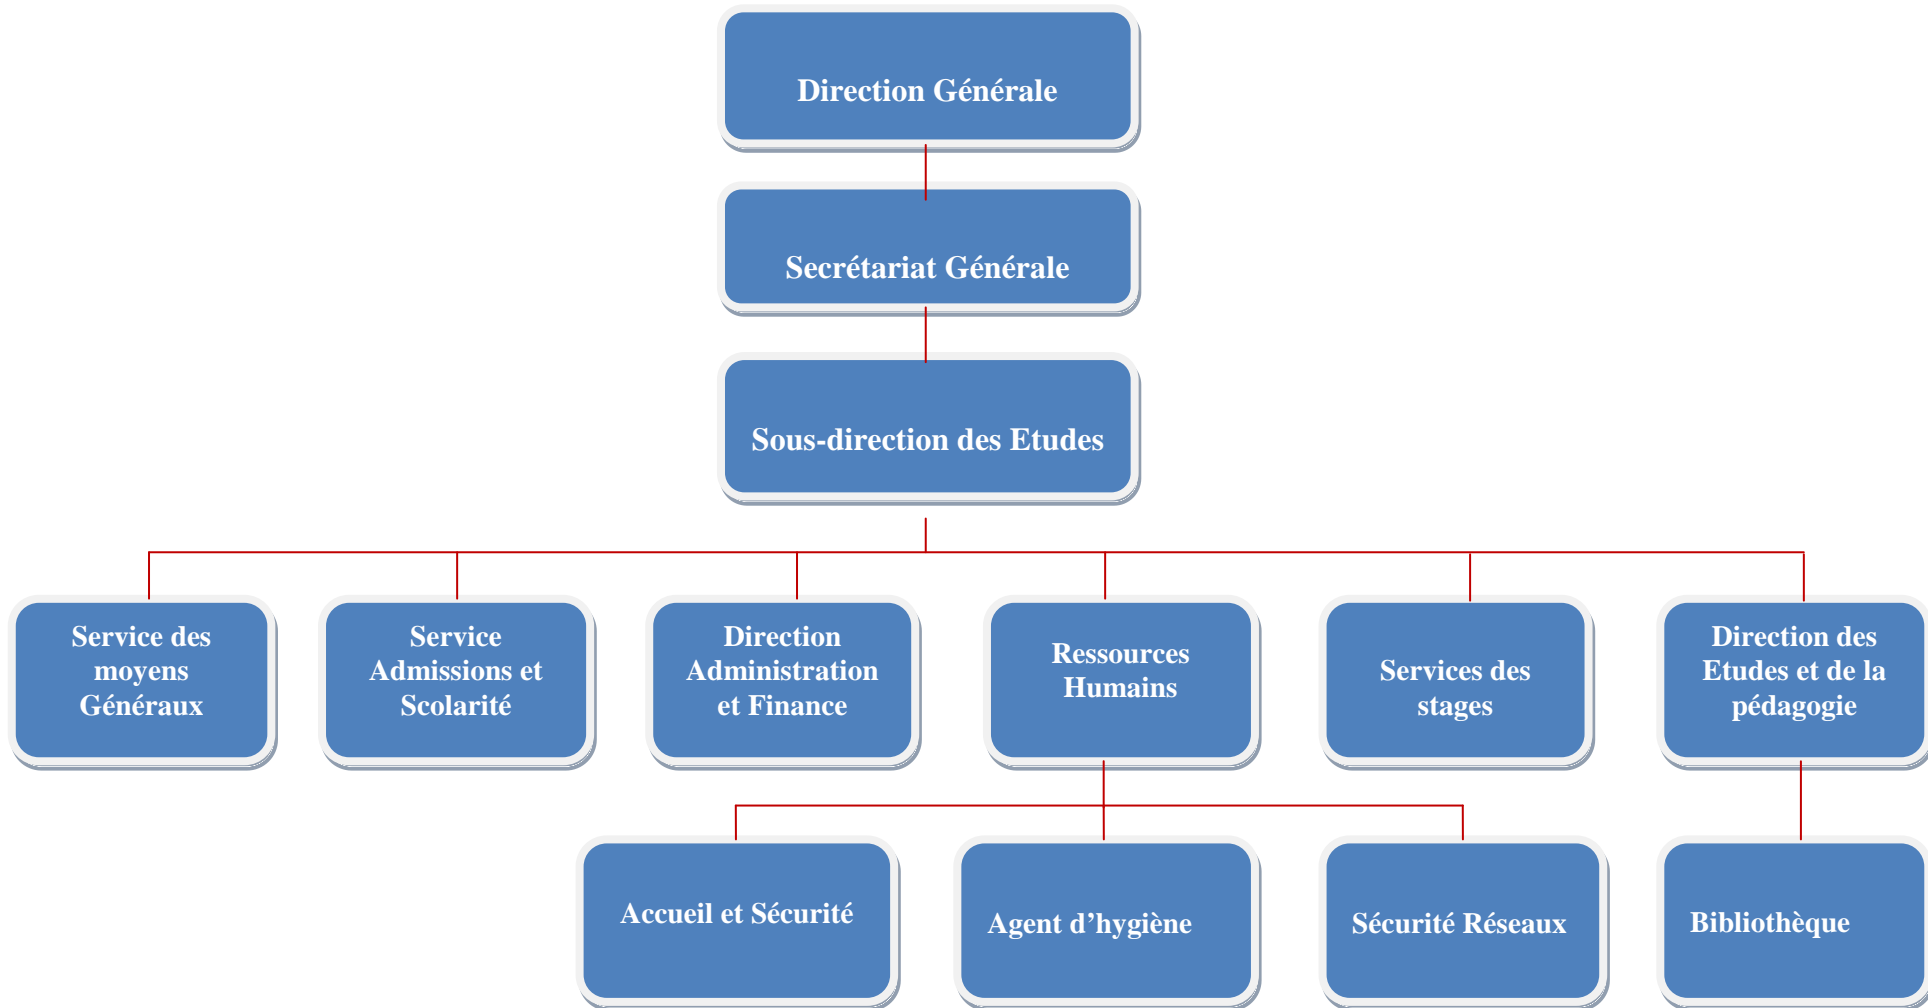 Direction Générale
Secrétariat Générale
Sous-direction des Etudes
Service des
moyens
Généraux
Service
Admissions et
Scolarité
Direction
Administration
et Finance
Ressources
Humains
Services des
stages
Direction des
Etudes et de la
pédagogie
Accueil et Sécurité
Agent d’hygiène
Sécurité Réseaux
Bibliothèque